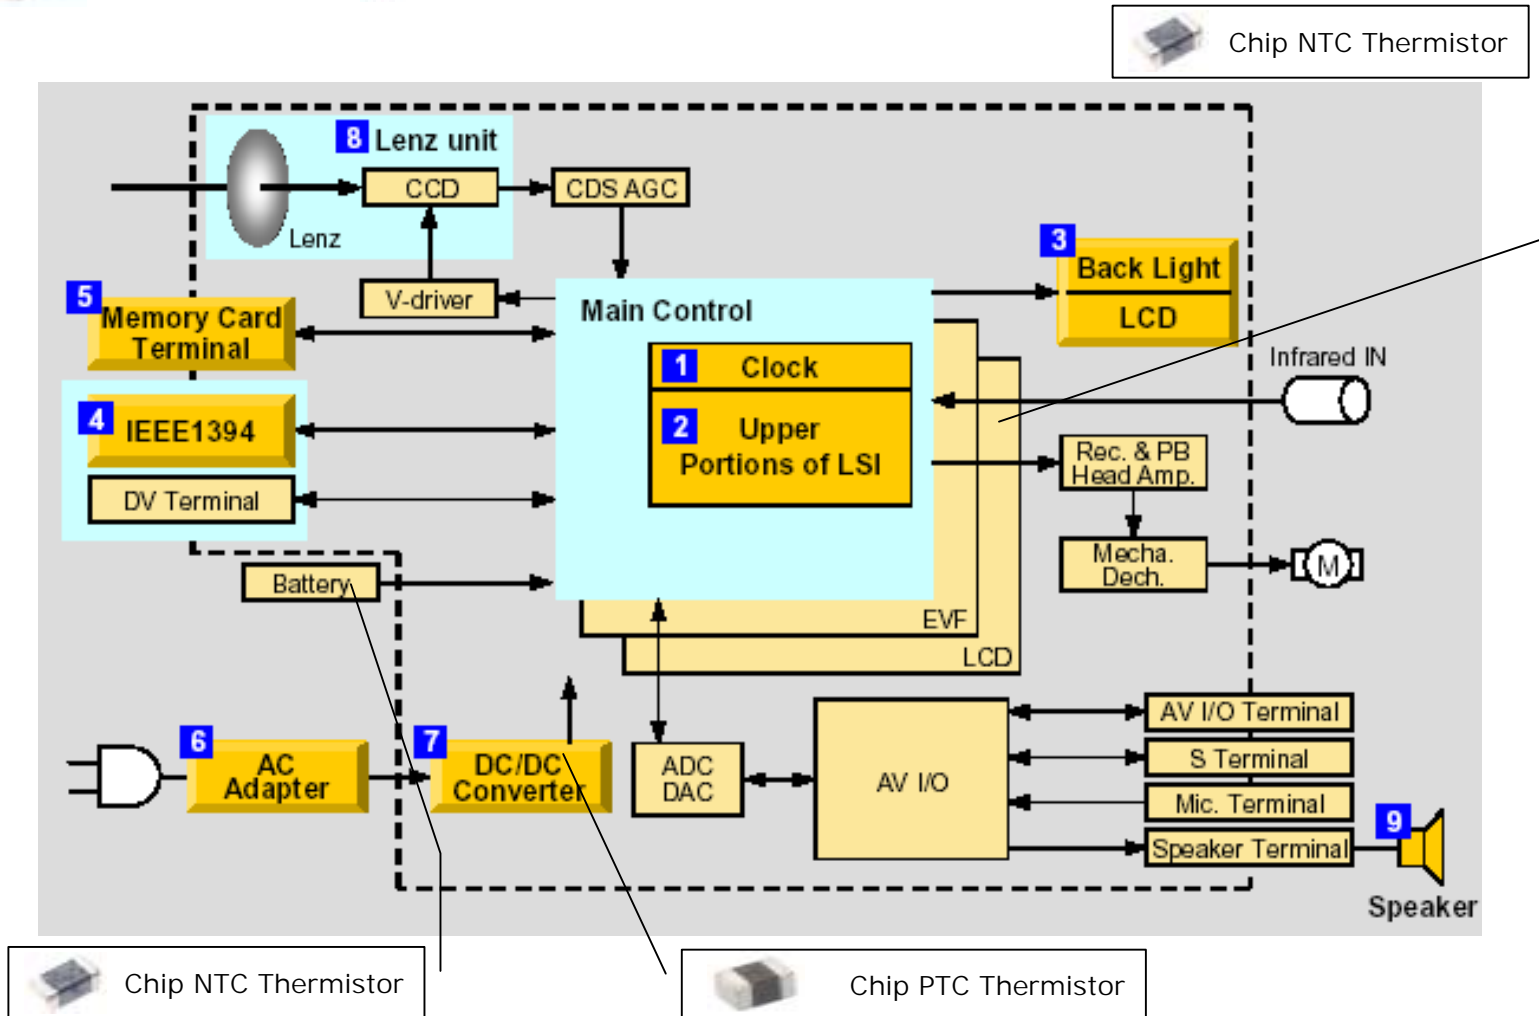 Chip NTC Thermistor
8 Lenz unit
CCD
CDS AGC
Lenz
3
Back Light
LCD
V-driver
5
Memory Card
Terminal
Main Control
1 Clock
2 Upper
Portions of LSI
Infrared IN
4
IEEE1394
DV Terminal
Rec. & PB
Head Amp.
Mecha.
Dech.
M
Battery
EVF
LCD
6
AC
Adapter
7
DC/DC
Converter
ADC
DAC
AV I/O
AV I/O Terminal
S Terminal
Mic. Terminal
Speaker Terminal
9
Speaker
Chip NTC Thermistor
Chip PTC Thermistor